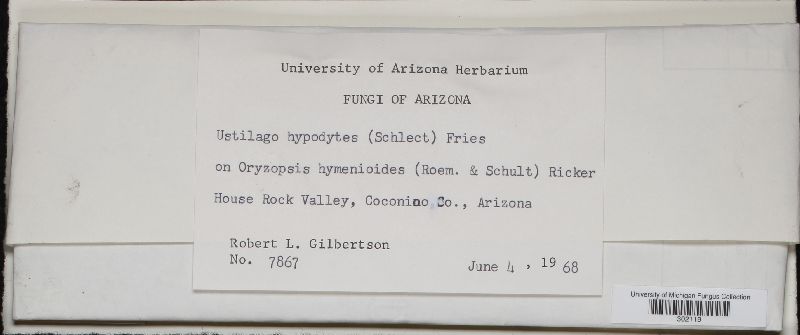 University of Arizona Herbarium
FUNGI OF ARIZONA
Ustilago hypodytes (Schlect) Fries
on Oryzopsis hymenioides (Roem. & Schult) Ricker
House Rock Valley, Coconino Co., Arizona
Robert L. Gilbertson
No. 7867
June 4 , 19 68
University of Michigan Fungus Collection
302119